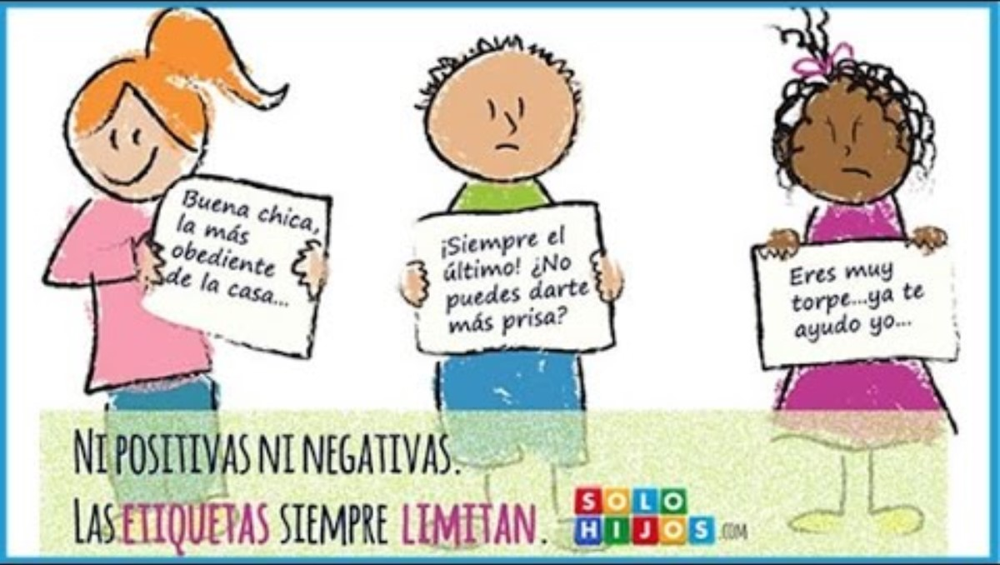 Buena chica,
la más
obediente
de la casa...
¡Siempre el
último! ¿No
puedes darte
más prisa?
Eres muy
torpe...ya te
ayudo yo...
NI POSITIVAS NI NEGATIVAS.
LAS ETIQUETAS SIEMPRE LIMITAN.
SOLO
HIJOS.COM